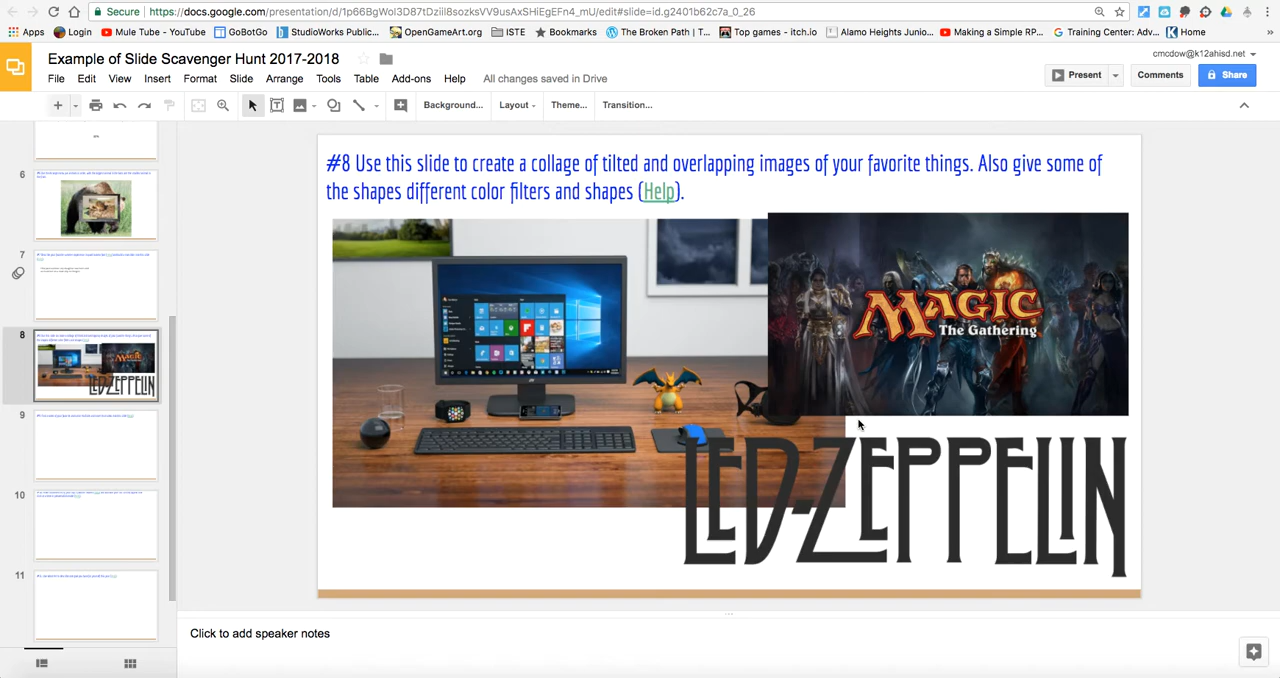 Secure https://docs.google.com/presentation/d/1p66BgWol3D87tDziil8sozksVV9usAxSHiEgEFn4_mU/edit#slide=id.g2401b62c7a_0_26
Apps Login Mule Tube - YouTube GoBotGo StudioWorks Public... OpenGameArt.org ISTE Bookmarks The Broken Path | T... Top games - itch.io Alamo Heights Junio... Making a Simple RP... Training Center: Adv... Home »
Example of Slide Scavenger Hunt 2017-2018
cmcdow@k12ahisd.net
File Edit View Insert Format Slide Arrange Tools Table Add-ons Help All changes saved in Drive
Present Comments Share
Background... Layout Theme... Transition...
6
7
8
9
10
11
#8 Use this slide to create a collage of tilted and overlapping images of your favorite things. Also give some of
the shapes different color filters and shapes (Help).
MAGIC
The Gathering
LED-ZEPPELIN
Click to add speaker notes